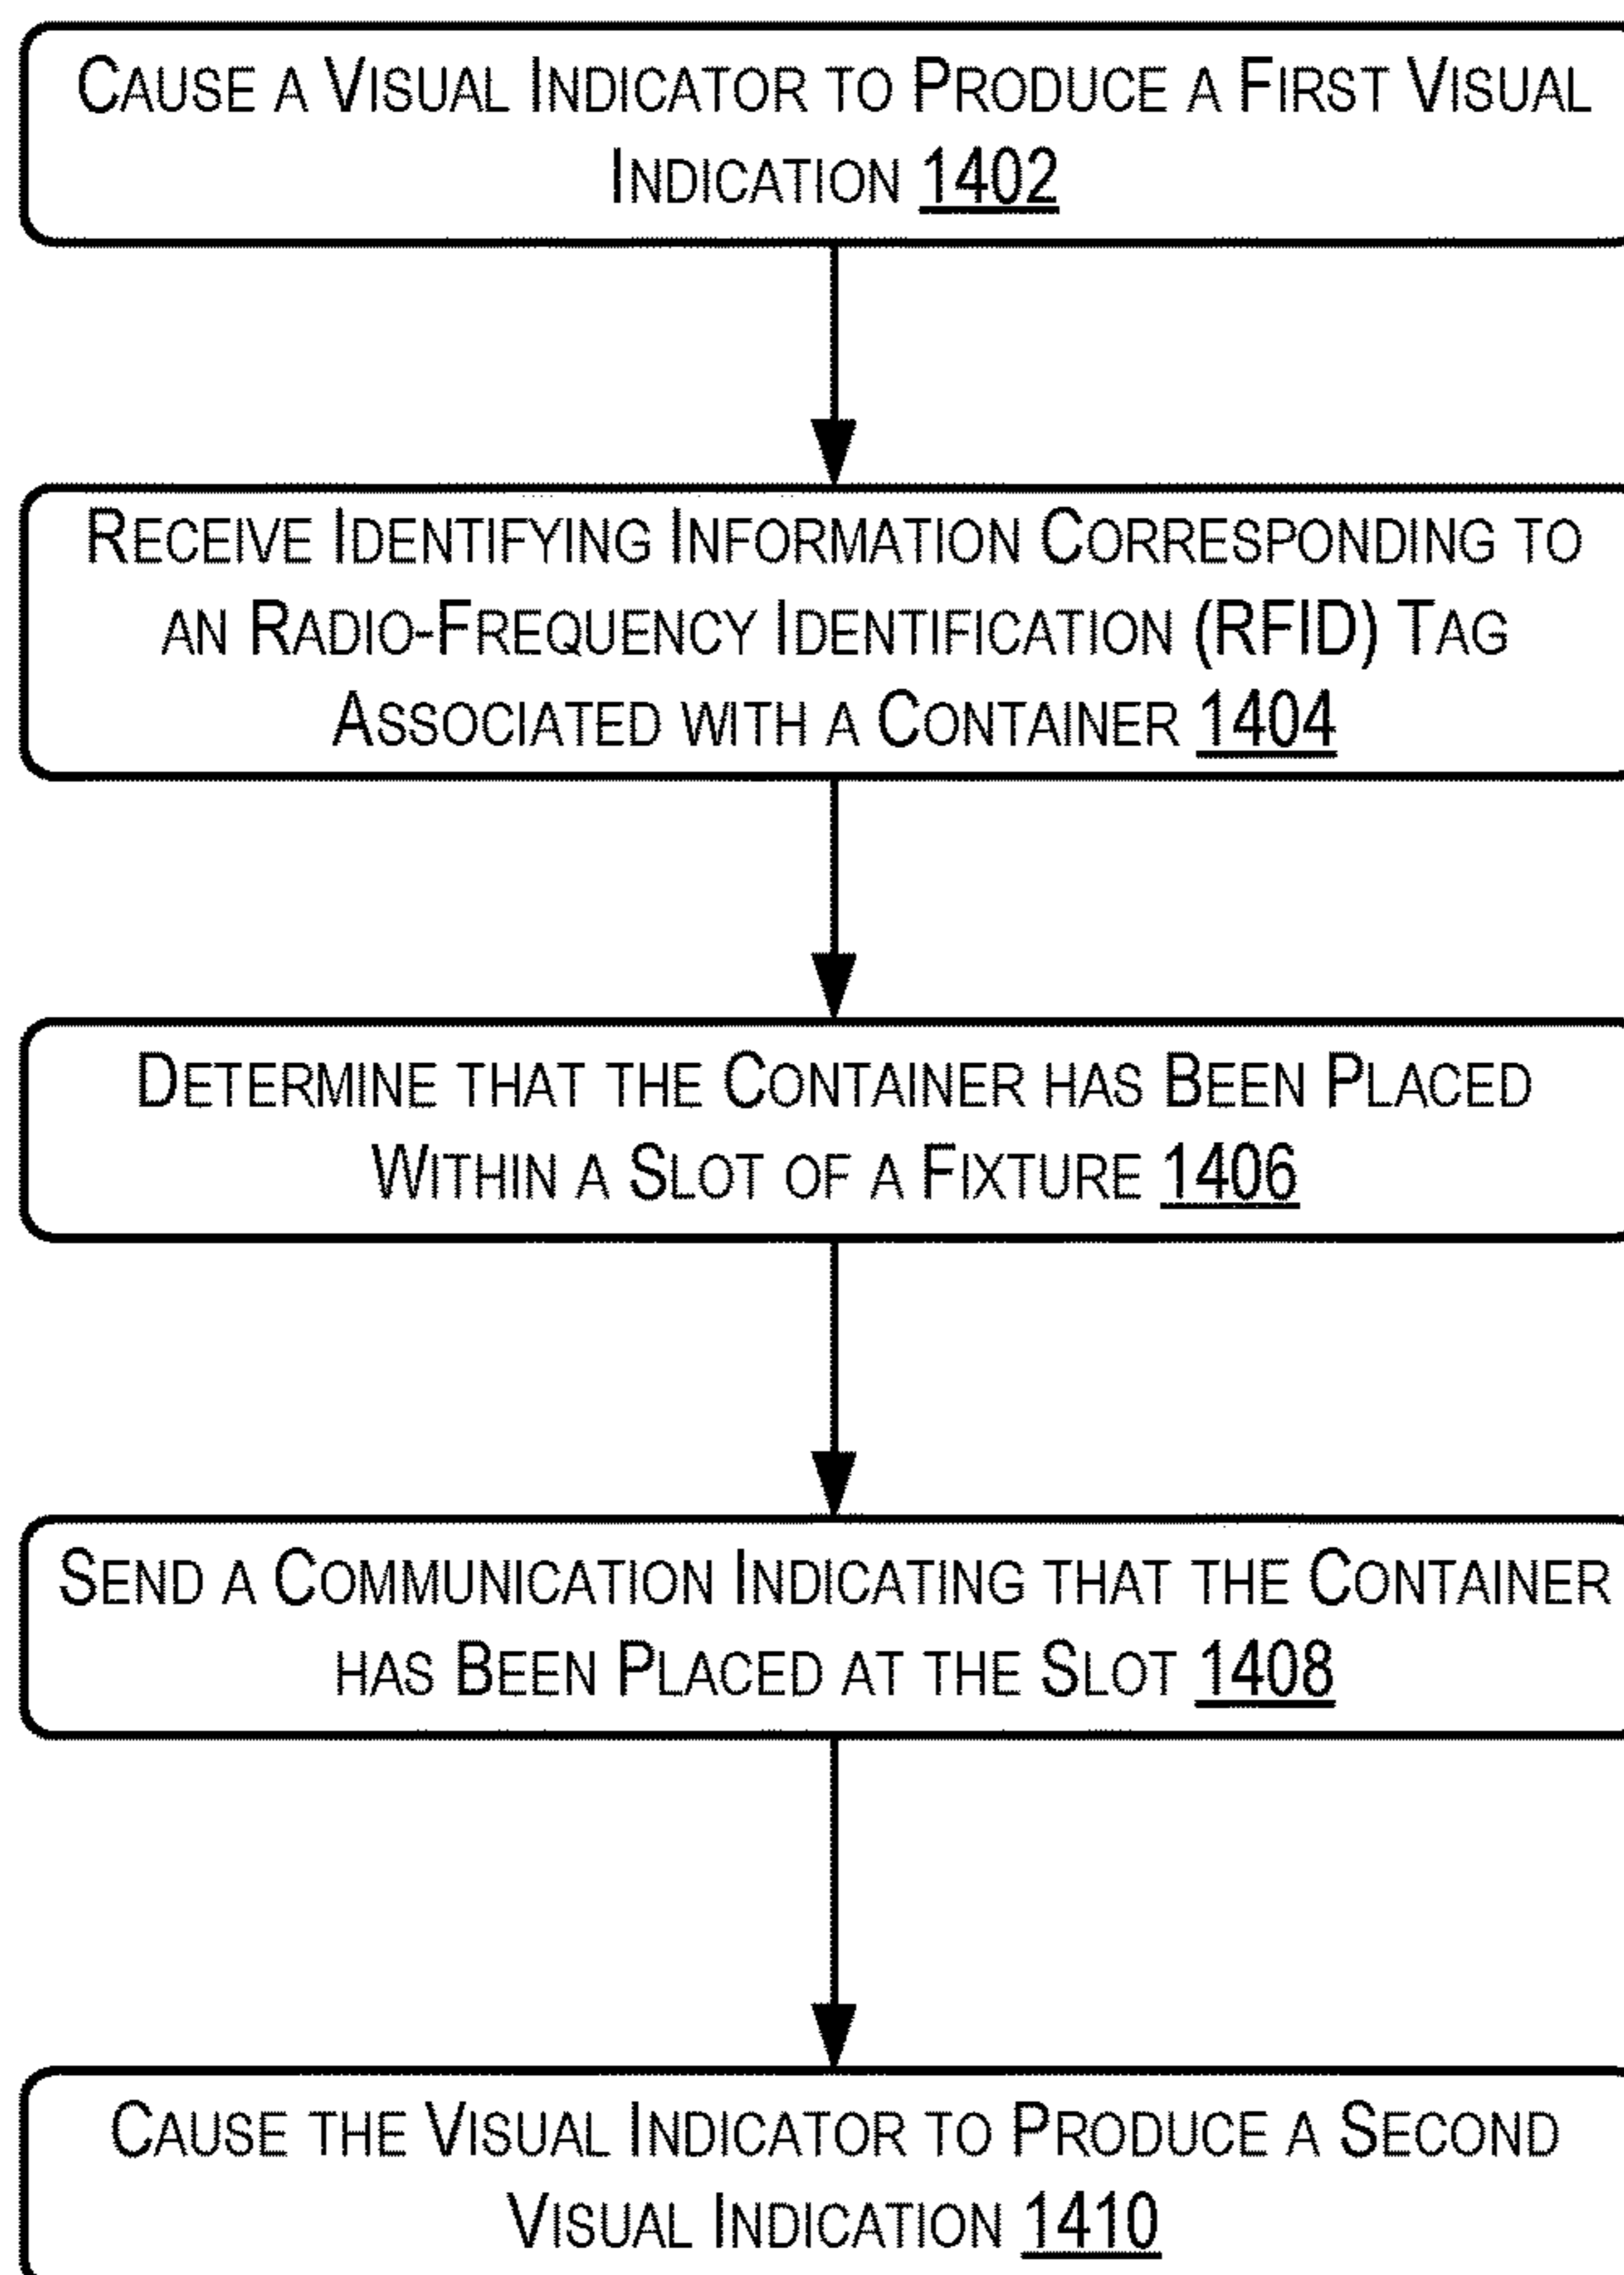 Cause a Visual Indicator to Produce a First Visual
Indication 1402
Receive Identifying Information Corresponding to
an Radio-Frequency Identification (RFID) Tag
Associated with a Container 1404
Determine that the Container has Been Placed
Within a Slot of a Fixture 1406
Send a Communication Indicating that the Container
has Been Placed at the Slot 1408
Cause the Visual Indicator to Produce a Second
Visual Indication 1410